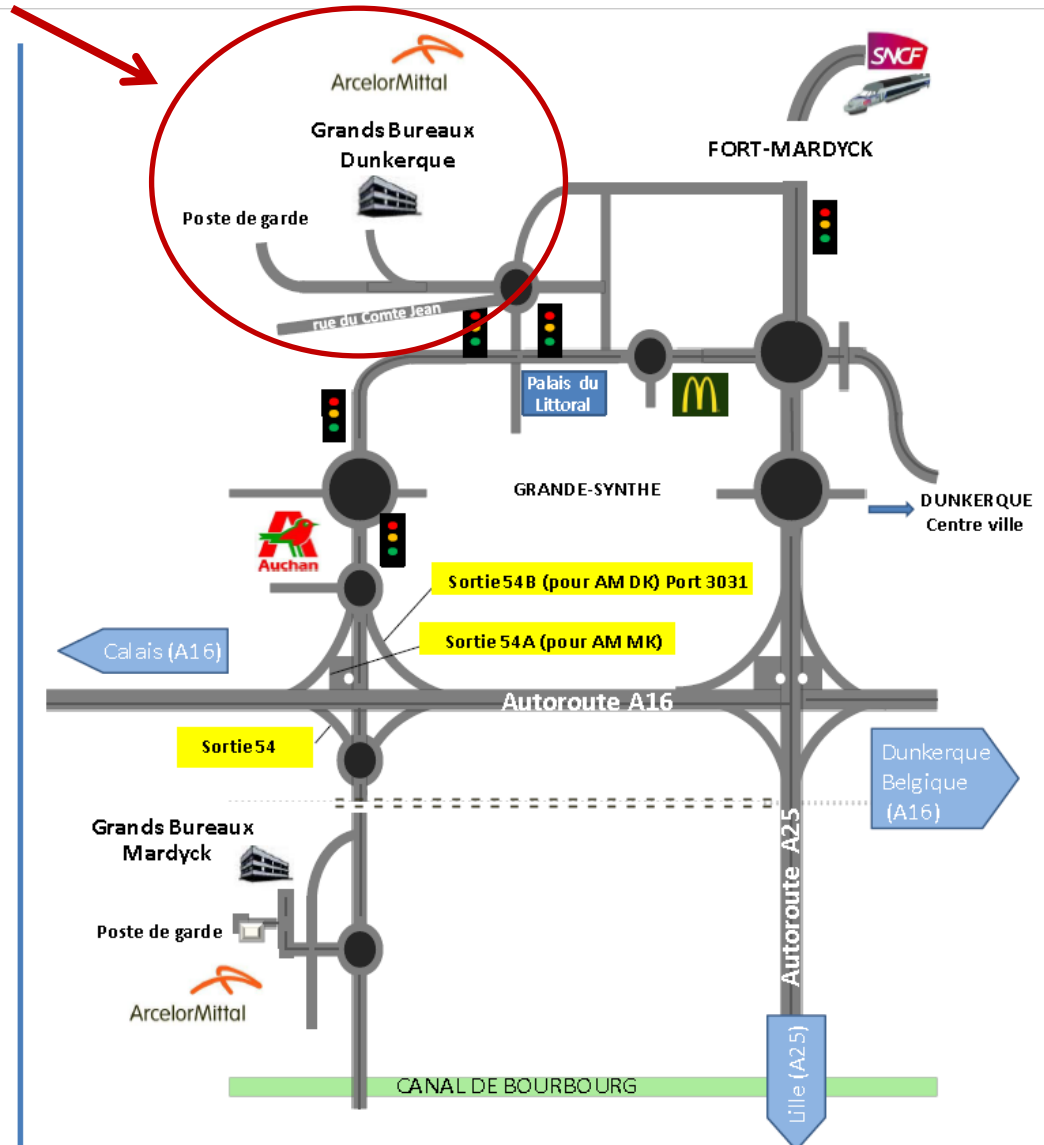 ArcelorMittal
SNCF
Grands Bureaux
Dunkerque
FORT-MARDYCK
Poste de garde
rue du Comte Jean
Palais du
Littoral
GRANDE-SYNTHE
DUNKERQUE
Centre ville
Auchan
Sortie 54B (pour AM DK) Port 3031
Sortie 54A (pour AM MK)
Calais (A16)
Autoroute A16
Sortie 54
Dunkerque
Belgique
(A16)
Grands Bureaux
Mardyck
Autoroute A25
Poste de garde
ArcelorMittal
Lille (A25)
CANAL DE BOURBOURG